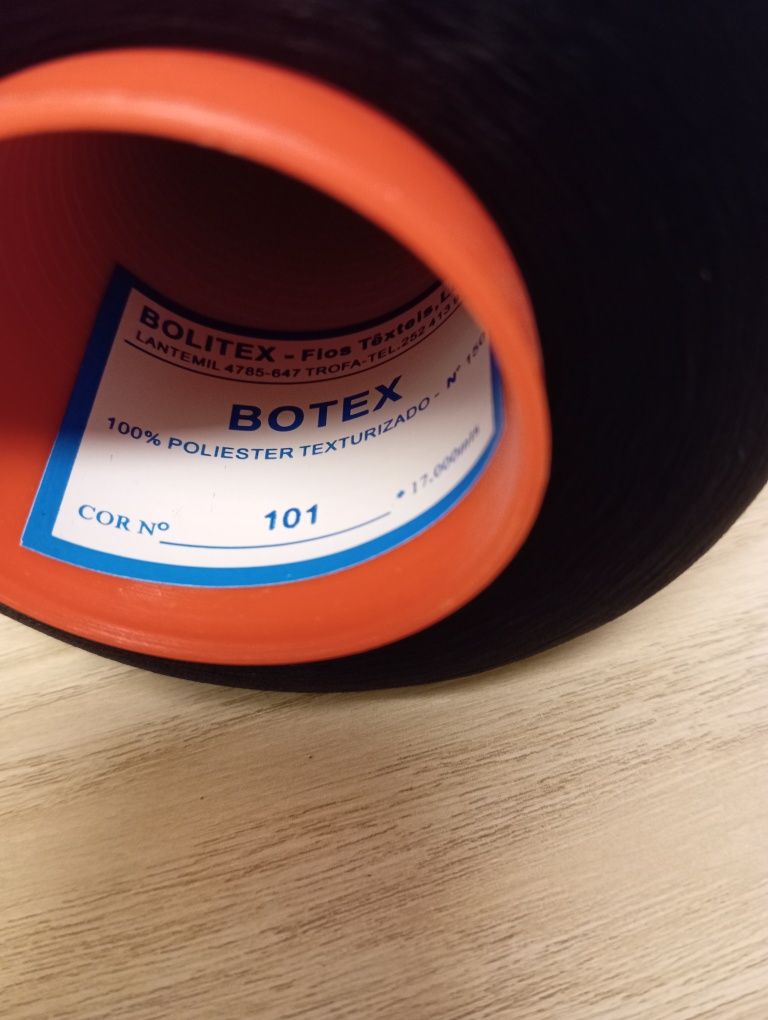 BOLITEX - Fios Têxteis,
LANTEMIL 4785-647 TROFA-TEL.252 413
BOTEX
100% POLIESTER TEXTURIZADO - Nº 150
COR Nº 101 * 17.000mts